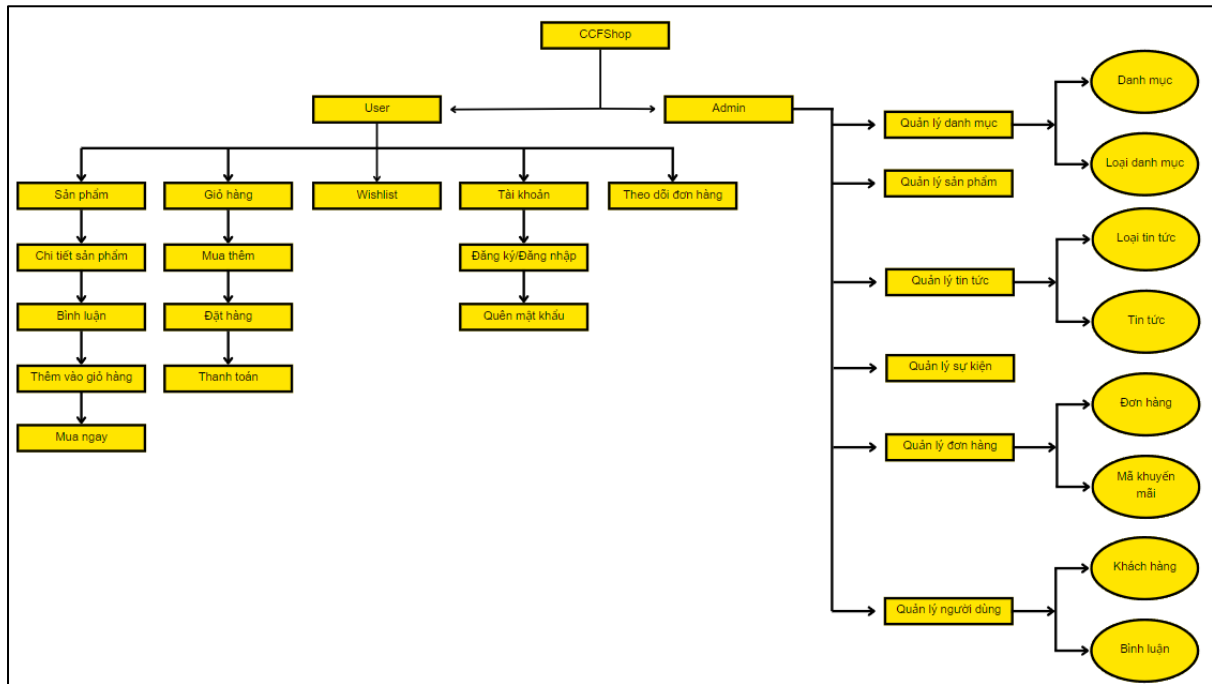 CCFShop
User
Admin
Sản phẩm
Giỏ hàng
Wishlist
Tài khoản
Theo dõi đơn hàng
Chi tiết sản phẩm
Mua thêm
Đăng ký/Đăng nhập
Bình luận
Đặt hàng
Quên mật khẩu
Thêm vào giỏ hàng
Thanh toán
Mua ngay
Quản lý danh mục
Danh mục
Loại danh mục
Quản lý sản phẩm
Quản lý tin tức
Loại tin tức
Tin tức
Quản lý sự kiện
Quản lý đơn hàng
Đơn hàng
Mã khuyến
mãi
Quản lý người dùng
Khách hàng
Bình luận